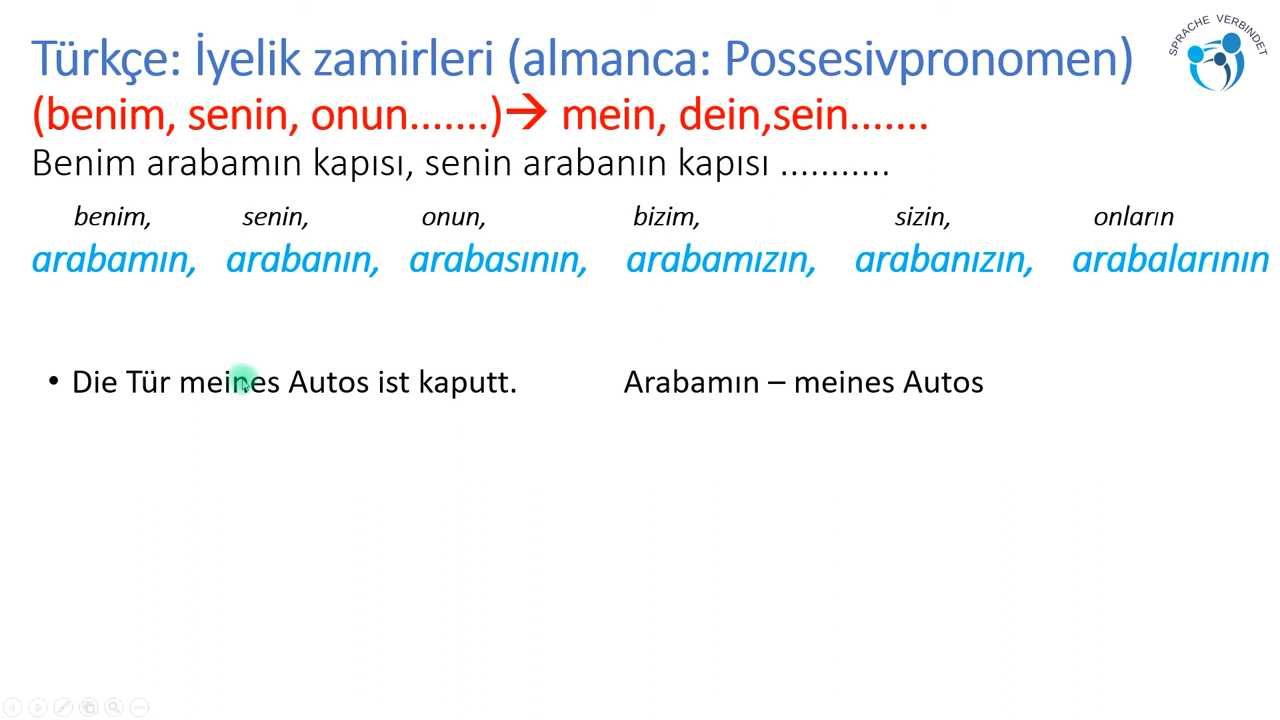 Türkçe: İyelik zamirleri (almanca: Possesivpronomen)
SPRACHE VERBINDET
(benim, senin, onun.......)→ mein, dein,sein.......
Benim arabamın kapısı, senin arabanın kapısı ...........
benim, senin, onun, bizim, sizin, onların
arabamın, arabanın, arabasının, arabamızın, arabanızın, arabalarının
• Die Tür meines Autos ist kaputt. Arabamın – meines Autos